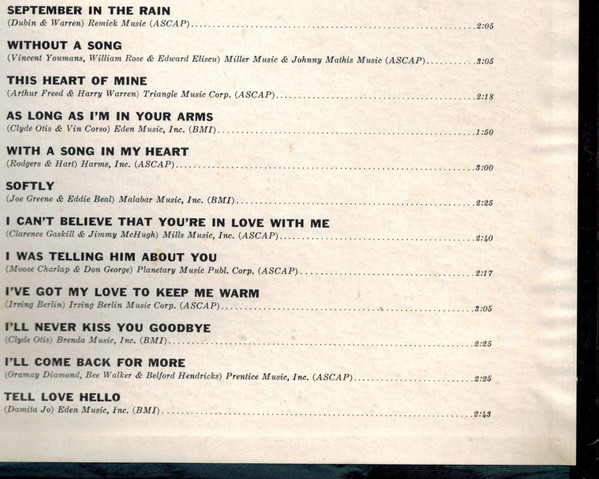 SEPTEMBER IN THE RAIN
(Dubin & Warren) Remick Music (ASCAP) 2:05
WITHOUT A SONG
(Vincent Youmans, William Rose & Edward Eliscu) Miller Music & Johnny Mathis Music (ASCAP) 3:05
THIS HEART OF MINE
(Arthur Freed & Harry Warren) Triangle Music Corp. (ASCAP) 2:18
AS LONG AS I'M IN YOUR ARMS
(Clyde Otis & Vin Corso) Eden Music, Inc. (BMI) 1:50
WITH A SONG IN MY HEART
(Rodgers & Hart) Harms, Inc. (ASCAP) 3:00
SOFTLY
(Joe Greene & Eddie Beal) Malabar Music, Inc. (BMI) 2:25
I CAN'T BELIEVE THAT YOU'RE IN LOVE WITH ME
(Clarence Gaskill & Jimmy McHugh) Mills Music, Inc. (ASCAP) 2:40
I WAS TELLING HIM ABOUT YOU
(Moose Charlap & Don George) Planetary Music Publ. Corp. (ASCAP) 2:17
I'VE GOT MY LOVE TO KEEP ME WARM
(Irving Berlin) Irving Berlin Music Corp. (ASCAP) 3:05
I'LL NEVER KISS YOU GOODBYE
(Clyde Otis) Brenda Music, Inc. (BMI) 2:25
I'LL COME BACK FOR MORE
(Oramay Diamond, Bee Walker & Belford Hendricks) Prentice Music, Inc. (ASCAP) 2:25
TELL LOVE HELLO
(Damita Jo) Eden Music, Inc. (BMI) 2:43